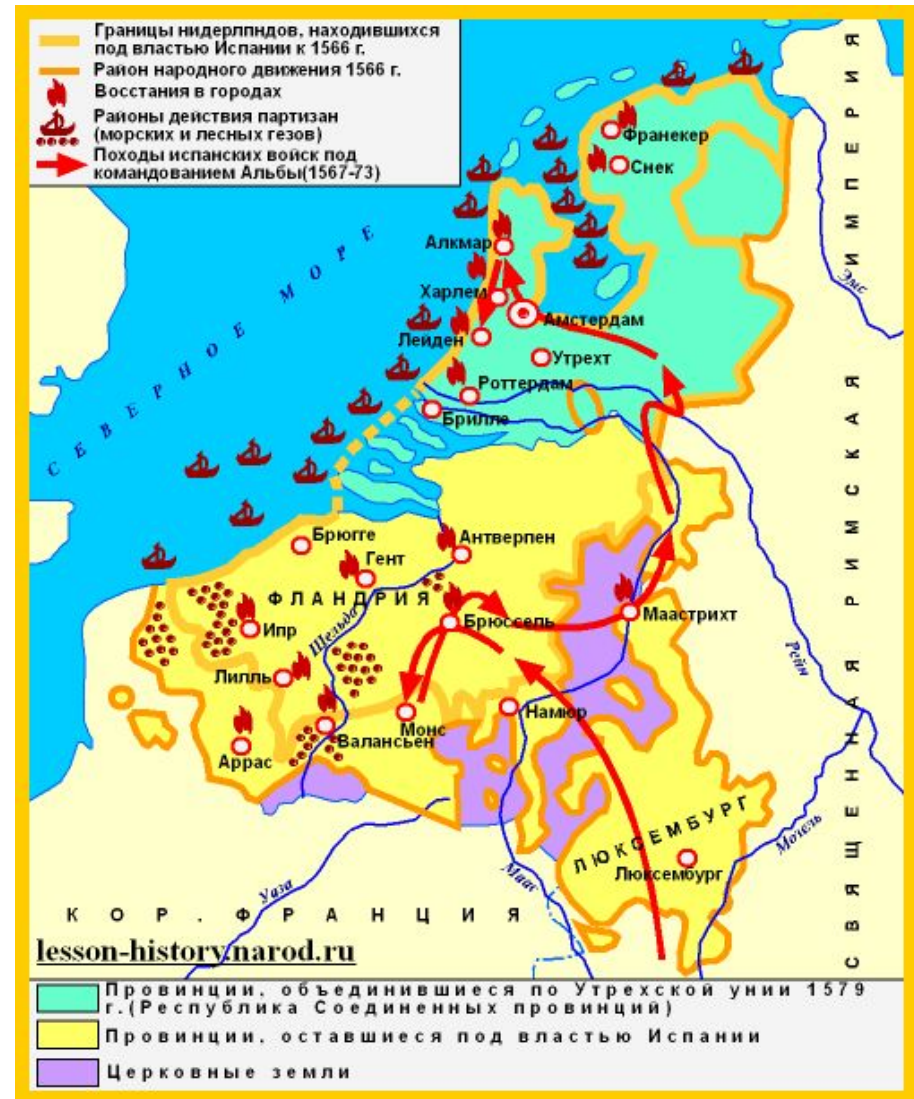 Границы нидерлпндов, находившихся
под властью Испании к 1566 г.
Район народного движения 1566 г.
Восстания в городах
Районы действия партизан
(морских и лесных гезов)
Походы испанских войск под
командованием Альбы(1567-73)
СЕВЕРНОЕ МОРЕ
СВЯЩЕННАЯ РИМСКАЯ ИМПЕРИЯ
Франекер
Снек
Алкмар
Эмс
Харлем
Амстердам
Лейден
Утрехт
Роттердам
Брилле
Брюгге
Антверпен
Гент
ФЛАНДРИЯ
Ипр
Шельда
Брюссель
Маастрихт
Рейн
Лилль
Монс
Намюр
Валансьен
Аррас
ЛЮКСЕМБУРГ
Люксембург
Мозель
Маас
Уаза
КОР. ФРАНЦИЯ
lesson-history.narod.ru
Провинции, объединившиеся по Утрехской унии 1579
г.(Республика Соединенных провинций)
Провинции, оставшиеся под властью Испании
Церковные земли